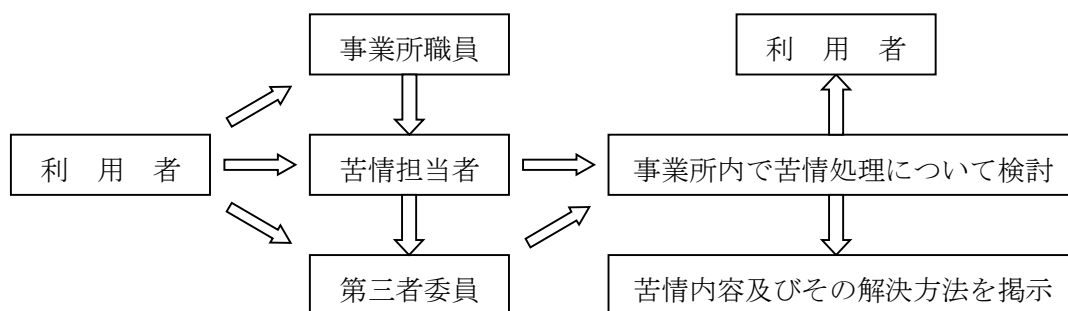 事業所職員
利　用　者
利　用　者
苦情担当者
事業所内で苦情処理について検討
第三者委員
苦情内容及びその解決方法を掲示